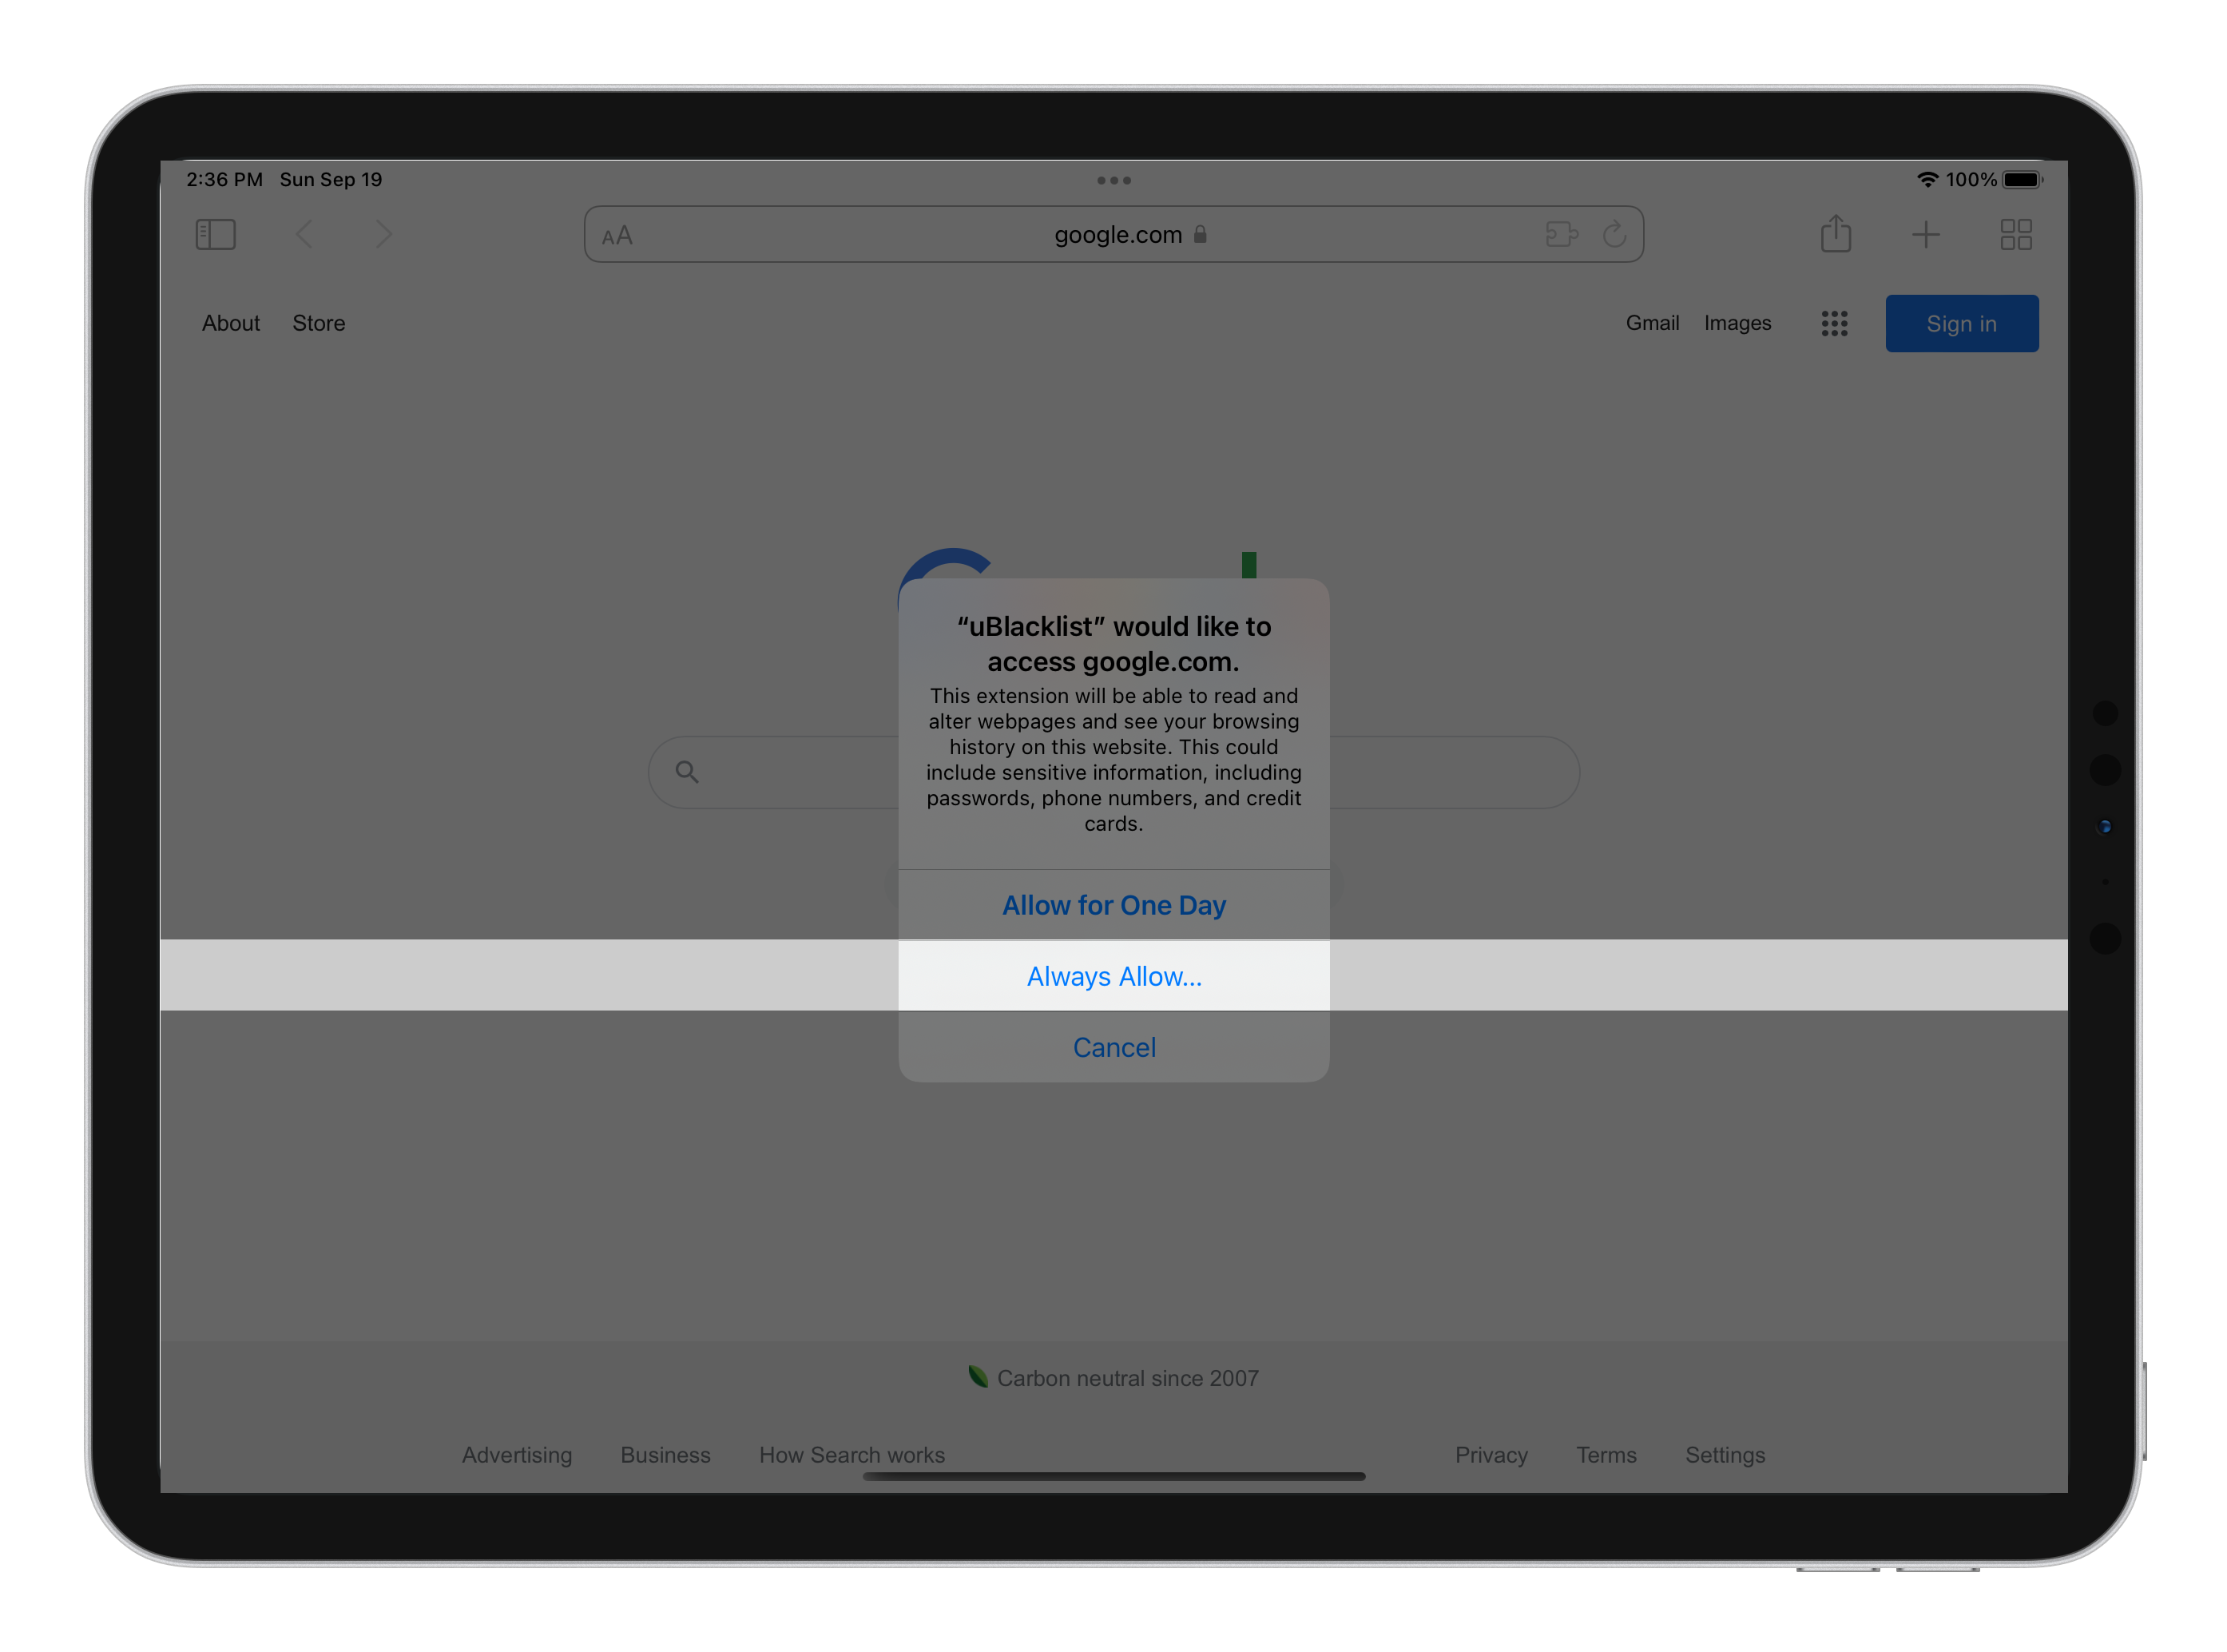 2:36 PM Sun Sep 19
100%
AA
google.com
About Store
Gmail Images
Sign in
“uBlacklist” would like to
access google.com.
This extension will be able to read and
alter webpages and see your browsing
history on this website. This could
include sensitive information, including
passwords, phone numbers, and credit
cards.
Allow for One Day
Always Allow...
Cancel
Carbon neutral since 2007
Advertising Business How Search works
Privacy Terms Settings